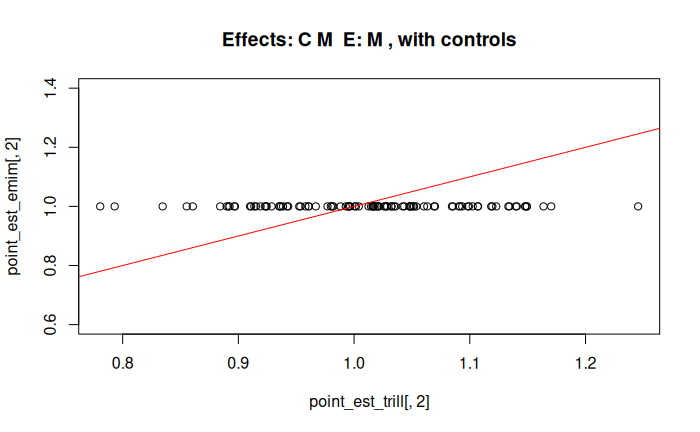 Effects: C M  E: M , with controls
point_est_emim[, 2]
1.4
1.2
1.0
0.8
0.6
0.8 0.9 1.0 1.1 1.2
point_est_trill[, 2]